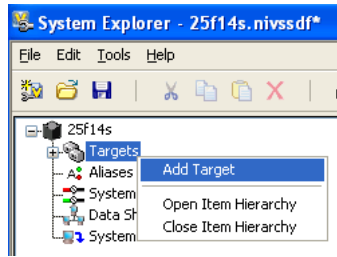 System Explorer - 25f14s.nivssdf*
File Edit Tools Help
25f14s
Targets
Add Target
Aliases
System
Open Item Hierarchy
Data Sh
Close Item Hierarchy
System